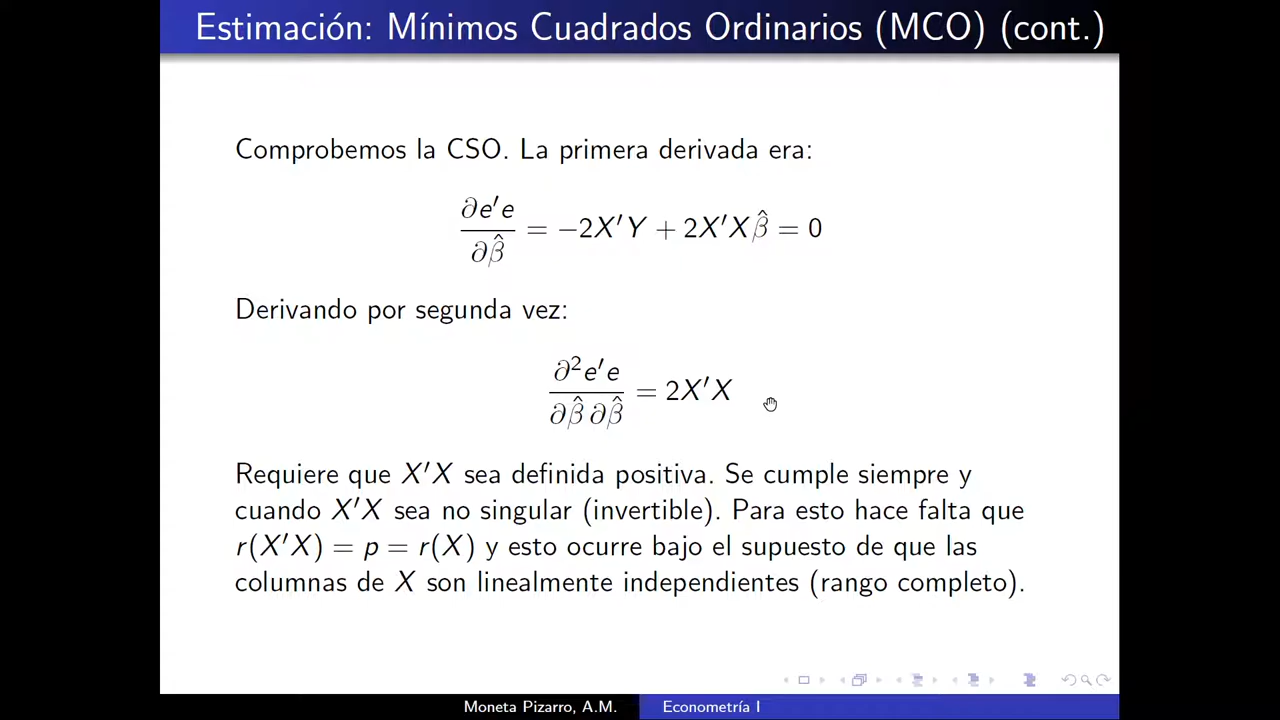 Estimación: Mínimos Cuadrados Ordinarios (MCO) (cont.)
Comprobemos la CSO. La primera derivada era:
∂e′e / ∂β̂ = −2X′Y + 2X′Xβ̂ = 0
Derivando por segunda vez:
∂²e′e / ∂β̂ ∂β̂ = 2X′X
Requiere que X′X sea definida positiva. Se cumple siempre y
cuando X′X sea no singular (invertible). Para esto hace falta que
r(X′X) = p = r(X) y esto ocurre bajo el supuesto de que las
columnas de X son linealmente independientes (rango completo).
Moneta Pizarro, A.M.
Econometría I